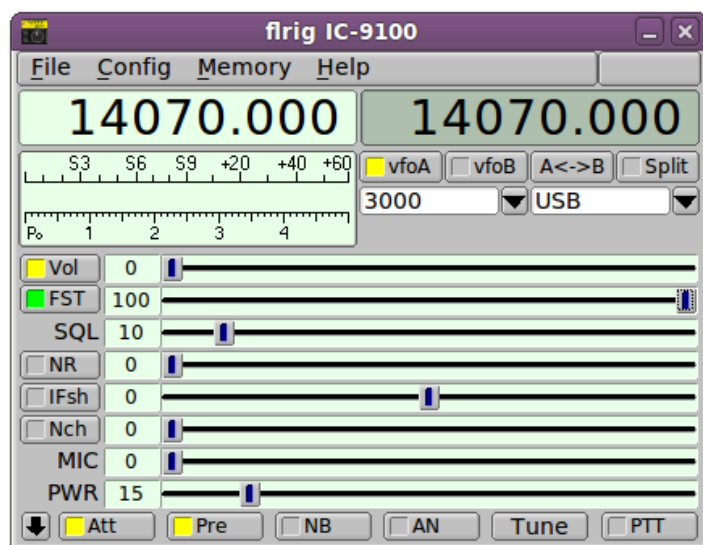 flrig IC-9100
File Config Memory Help
14070.000 14070.000
S3 S6 S9 +20 +40 +60
vfoA vfoB A<->B Split
3000 USB
Po 1 2 3 4
Vol 0
FST 100
SQL 10
NR 0
IFsh 0
Nch 0
MIC 0
PWR 15
Att Pre NB AN Tune PTT